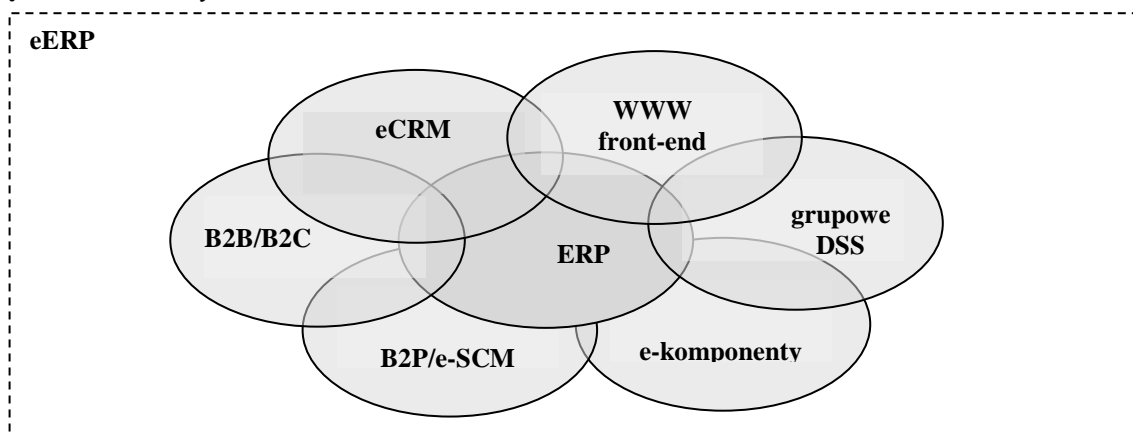 eERP
WWW
front-end
eCRM
grupowe
DSS
B2B/B2C
ERP
B2P/e-SCM
e-komponenty